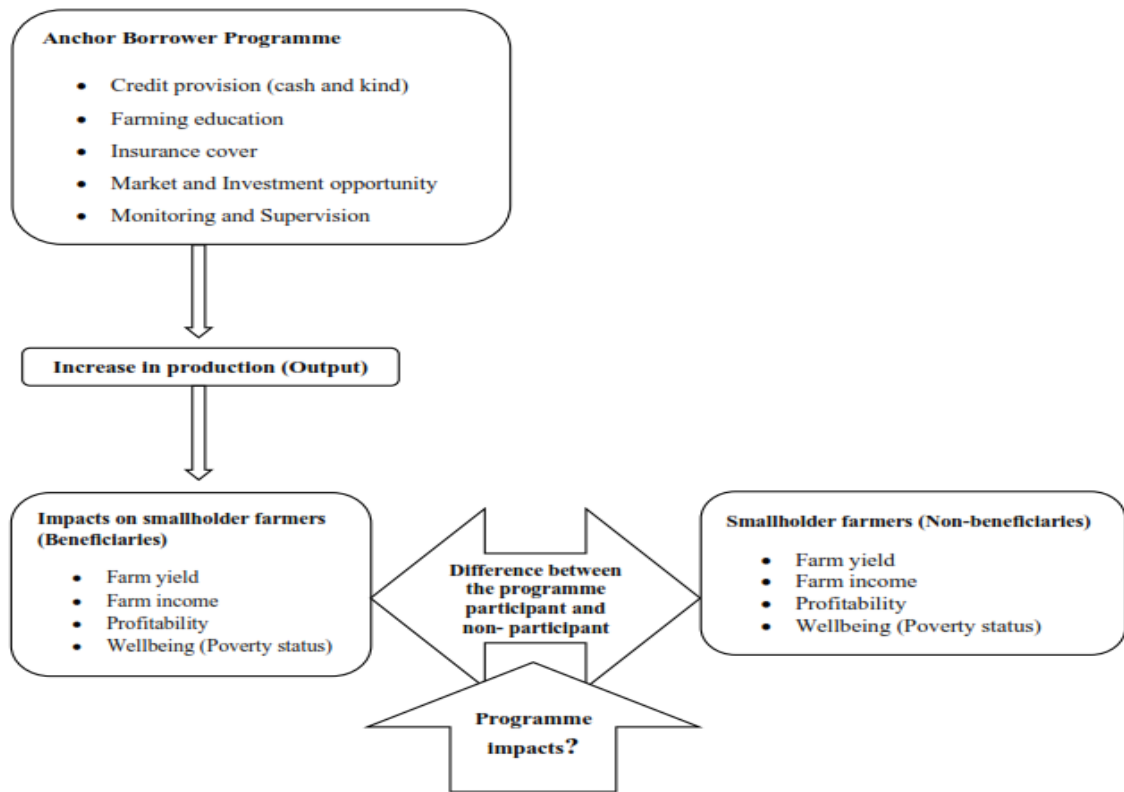 Anchor Borrower Programme
• Credit provision (cash and kind)
• Farming education
• Insurance cover
• Market and Investment opportunity
• Monitoring and Supervision
Increase in production (Output)
Impacts on smallholder farmers
(Beneficiaries)
• Farm yield
• Farm income
• Profitability
• Wellbeing (Poverty status)
Difference between
the programme
participant and
non- participant
Smallholder farmers (Non-beneficiaries)
• Farm yield
• Farm income
• Profitability
• Wellbeing (Poverty status)
Programme
impacts?